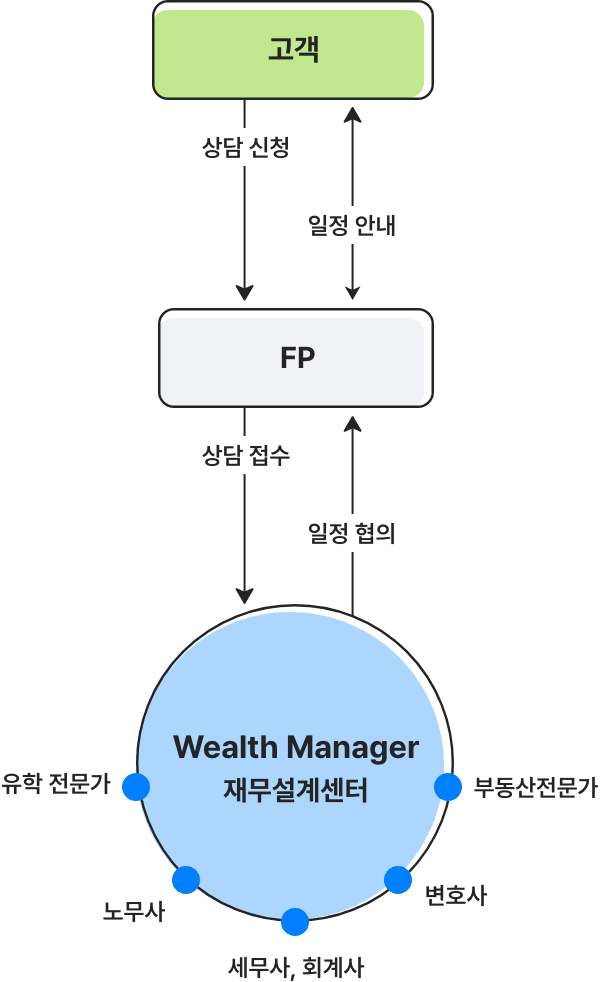 고객
상담 신청
일정 안내
FP
상담 접수
일정 협의
Wealth Manager
재무설계센터
유학 전문가
부동산전문가
노무사
변호사
세무사, 회계사